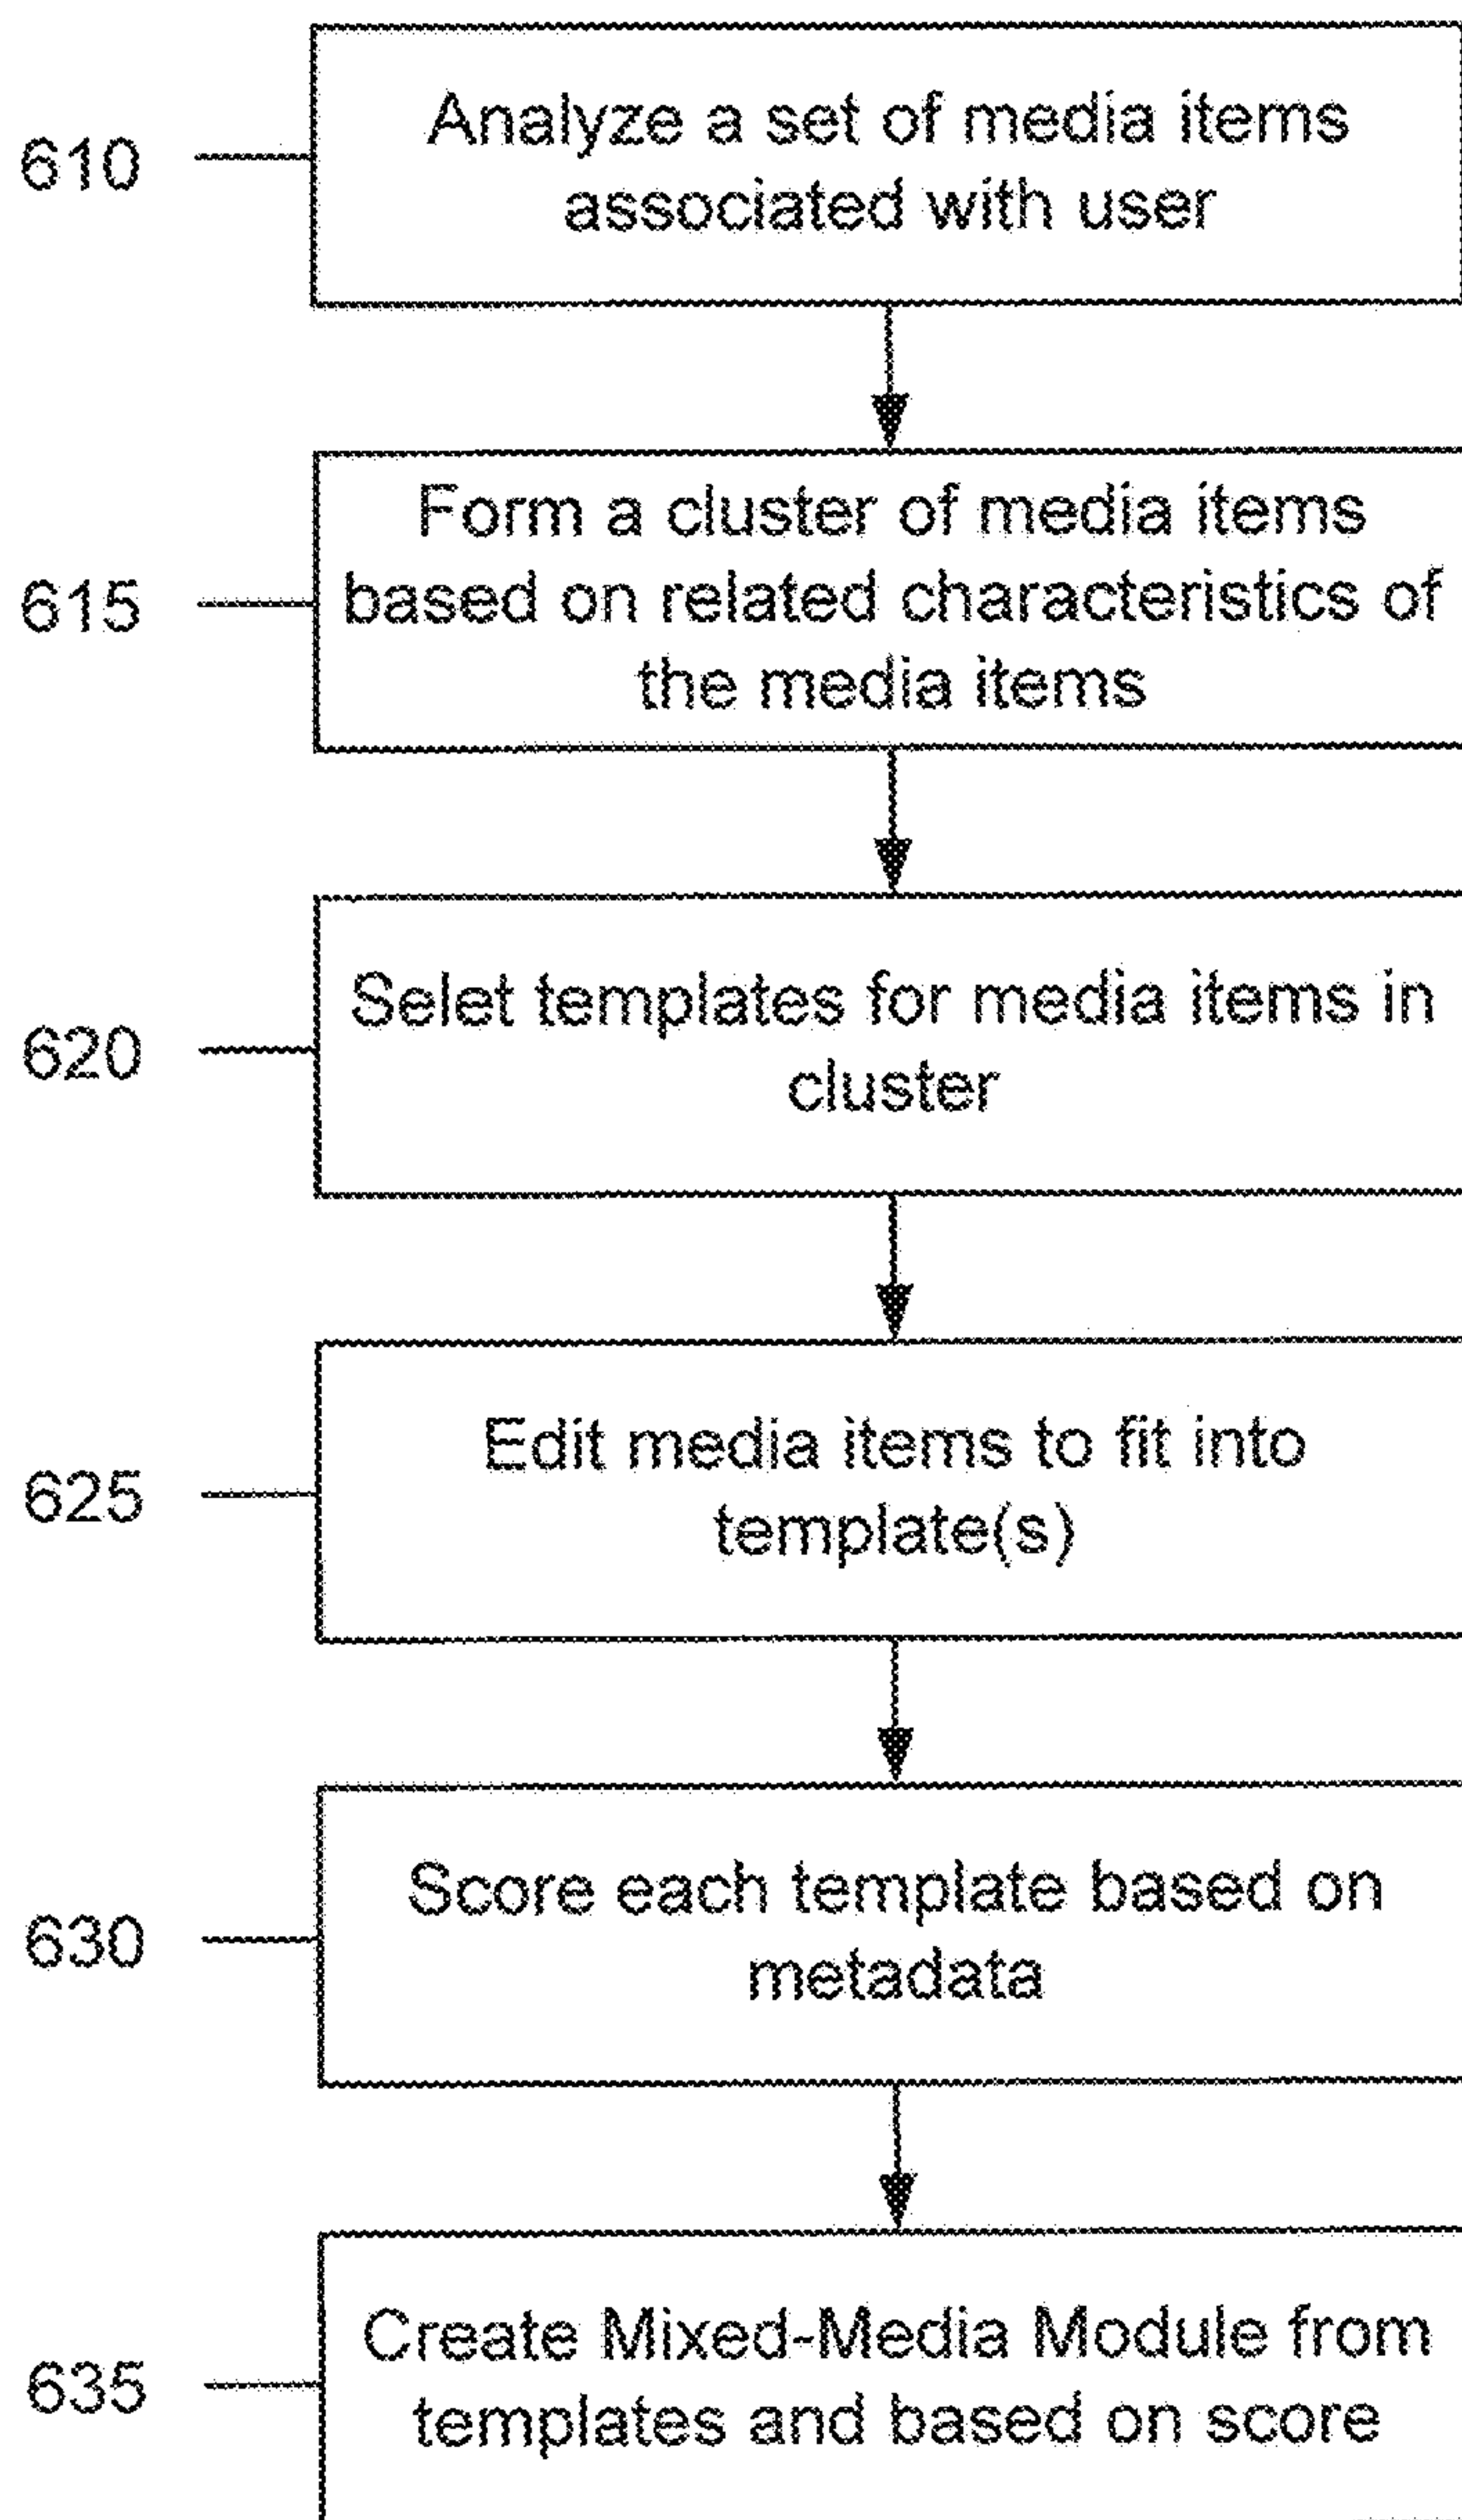 610
Analyze a set of media items
associated with user
615
Form a cluster of media items
based on related characteristics of
the media items
620
Selet templates for media items in
cluster
625
Edit media items to fit into
template(s)
630
Score each template based on
metadata
635
Create Mixed-Media Module from
templates and based on score